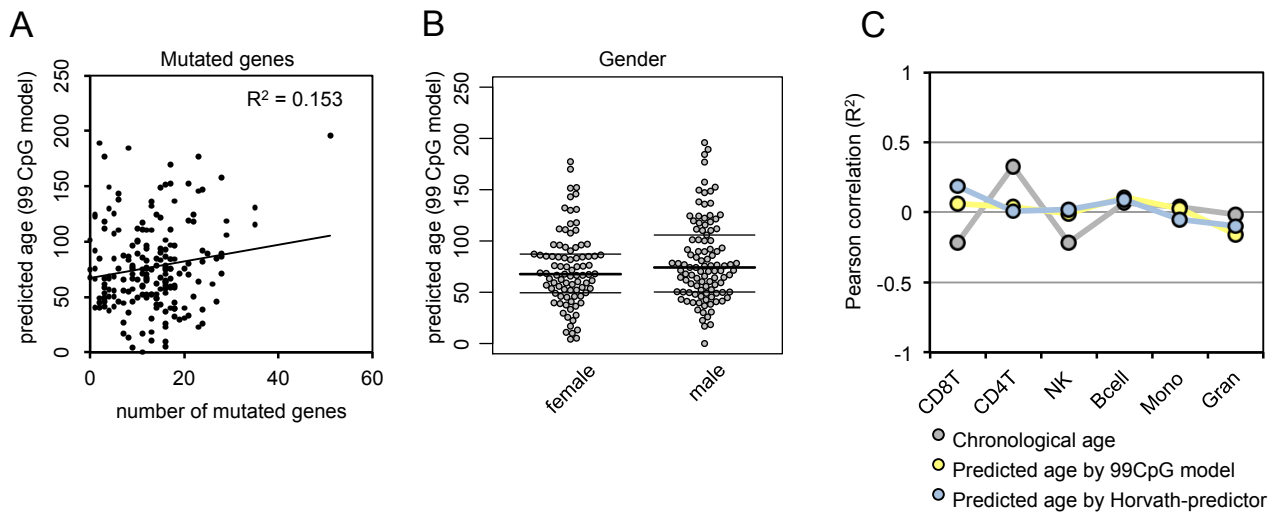 A
Mutated genes
predicted age (99 CpG model)
250
200
150
100
50
0
R² = 0.153
0
20
40
60
number of mutated genes
B
Gender
predicted age (99 CpG model)
250
200
150
100
50
0
female
male
C
Pearson correlation (R²)
1
0.5
0
-0.5
-1
CD8T
CD4T
NK
Bcell
Mono
Gran
Chronological age
Predicted age by 99CpG model
Predicted age by Horvath-predictor